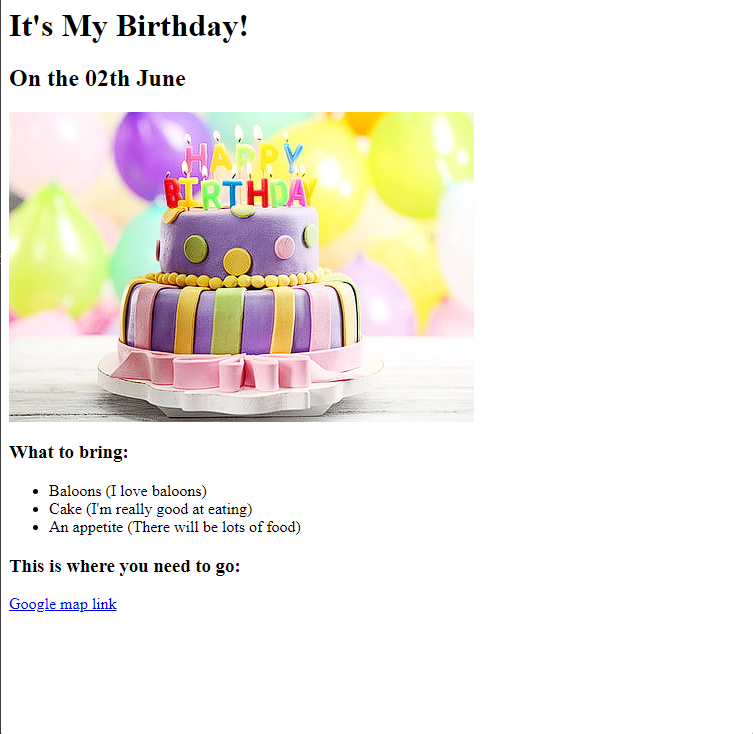 It's My Birthday!
On the 02th June
HAPPY
BIRTHDAY
What to bring:
Baloons (I love baloons)
Cake (I'm really good at eating)
An appetite (There will be lots of food)
This is where you need to go:
Google map link